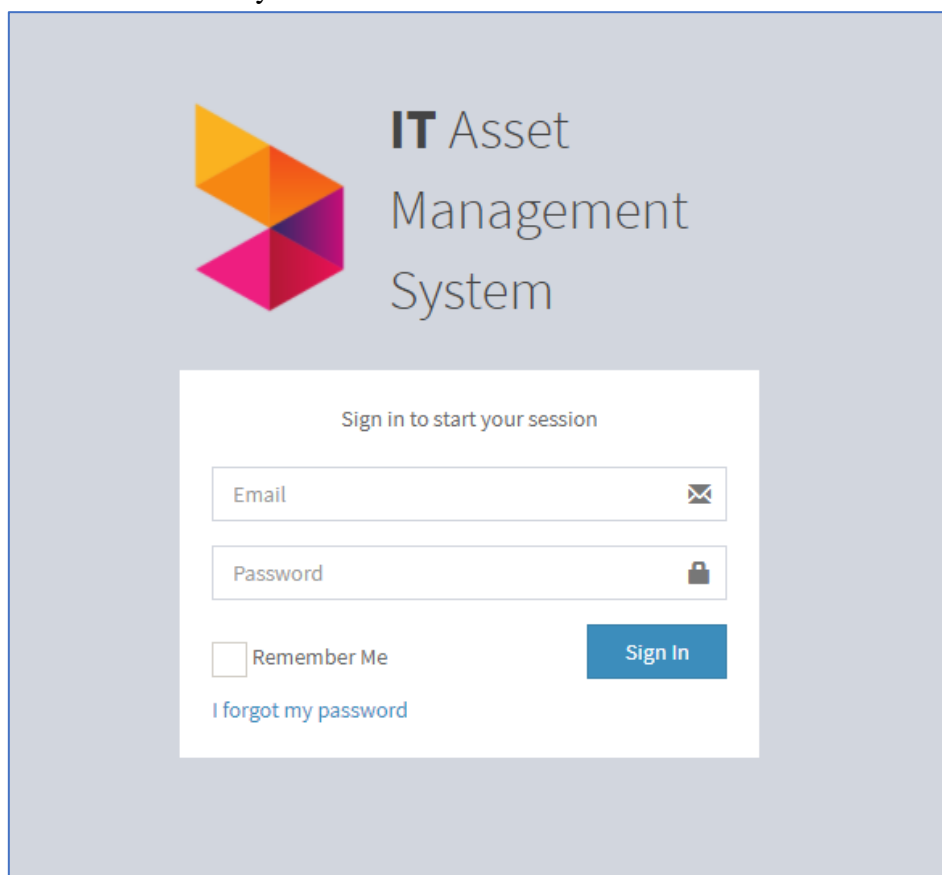 IT Asset
Management
System
Sign in to start your session
Email
Password
Remember Me
Sign In
I forgot my password